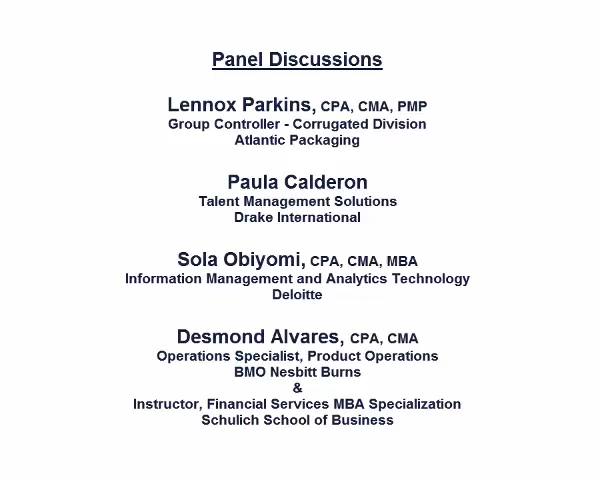 Panel Discussions
Lennox Parkins, CPA, CMA, PMP
Group Controller - Corrugated Division
Atlantic Packaging
Paula Calderon
Talent Management Solutions
Drake International
Sola Obiyomi, CPA, CMA, MBA
Information Management and Analytics Technology
Deloitte
Desmond Alvares, CPA, CMA
Operations Specialist, Product Operations
BMO Nesbitt Burns
&
Instructor, Financial Services MBA Specialization
Schulich School of Business